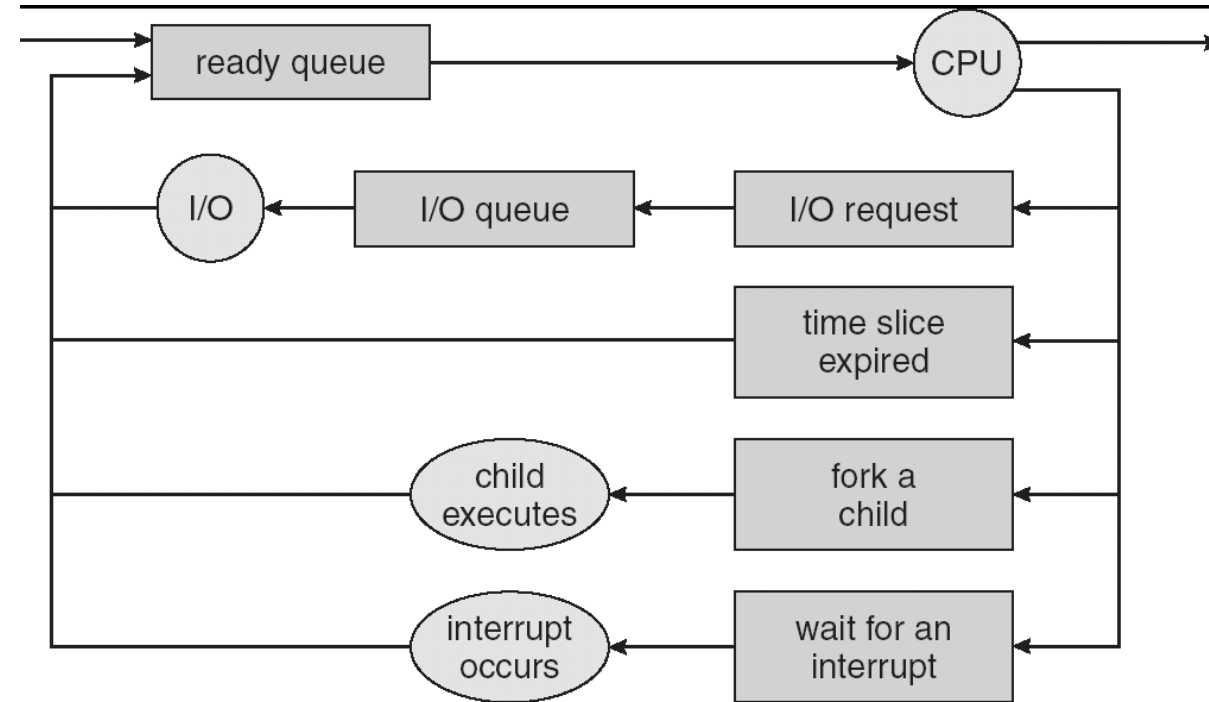 ready queue
CPU
I/O
I/O queue
I/O request
time slice
expired
child
executes
fork a
child
interrupt
occurs
wait for an
interrupt